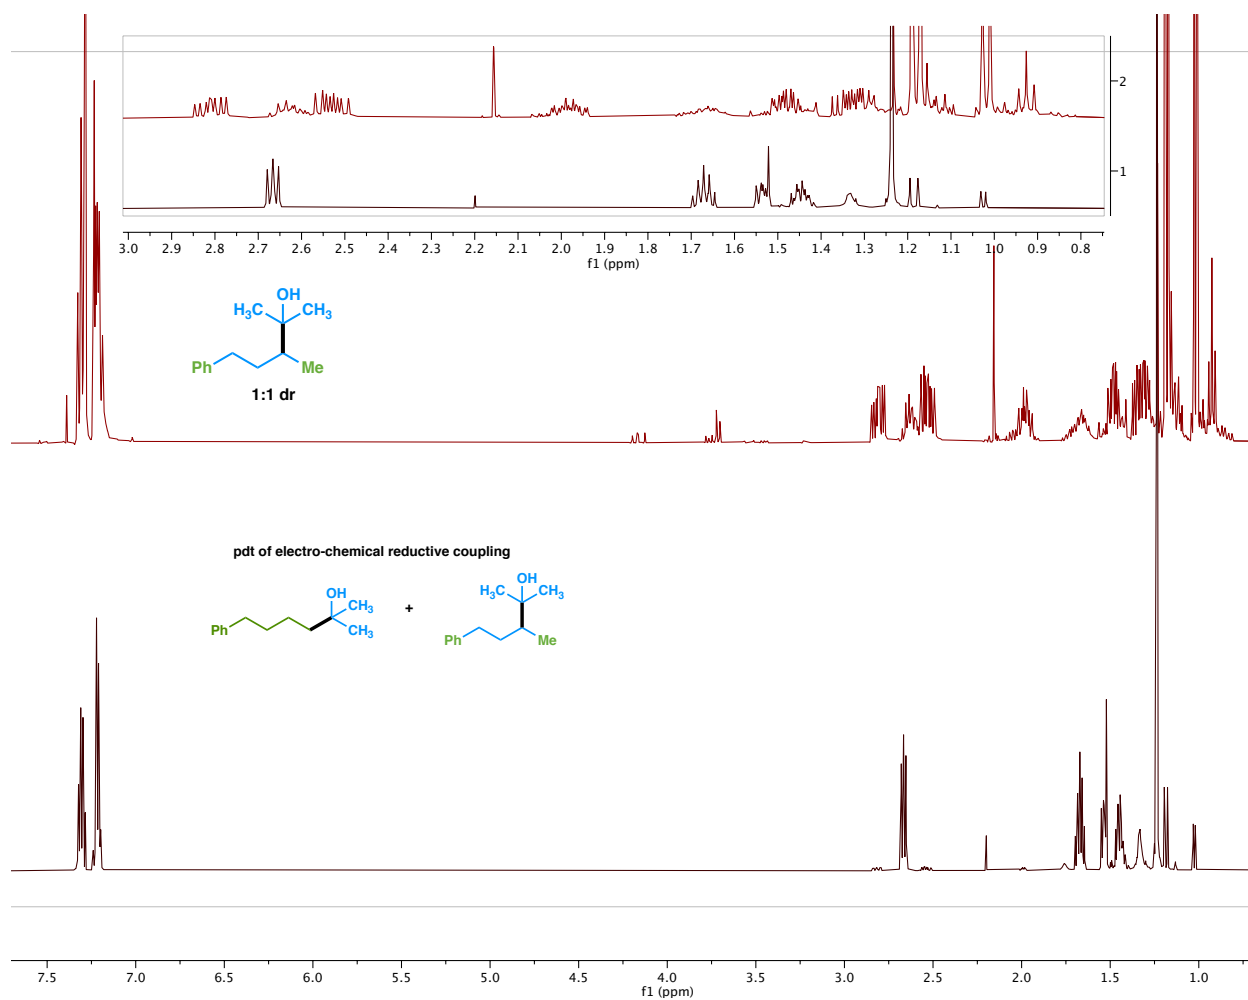 2
1
3.0 2.9 2.8 2.7 2.6 2.5 2.4 2.3 2.2 2.1 2.0 1.9 1.8 1.7 1.6 1.5 1.4 1.3 1.2 1.1 1.0 0.9 0.8
f1 (ppm)
OH
H₃C CH₃
Ph Me
1:1 dr
pdt of electro-chemical reductive coupling
OH
CH₃
Ph CH₃
+
OH
H₃C CH₃
Ph Me
7.5 7.0 6.5 6.0 5.5 5.0 4.5 4.0 3.5 3.0 2.5 2.0 1.5 1.0
f1 (ppm)